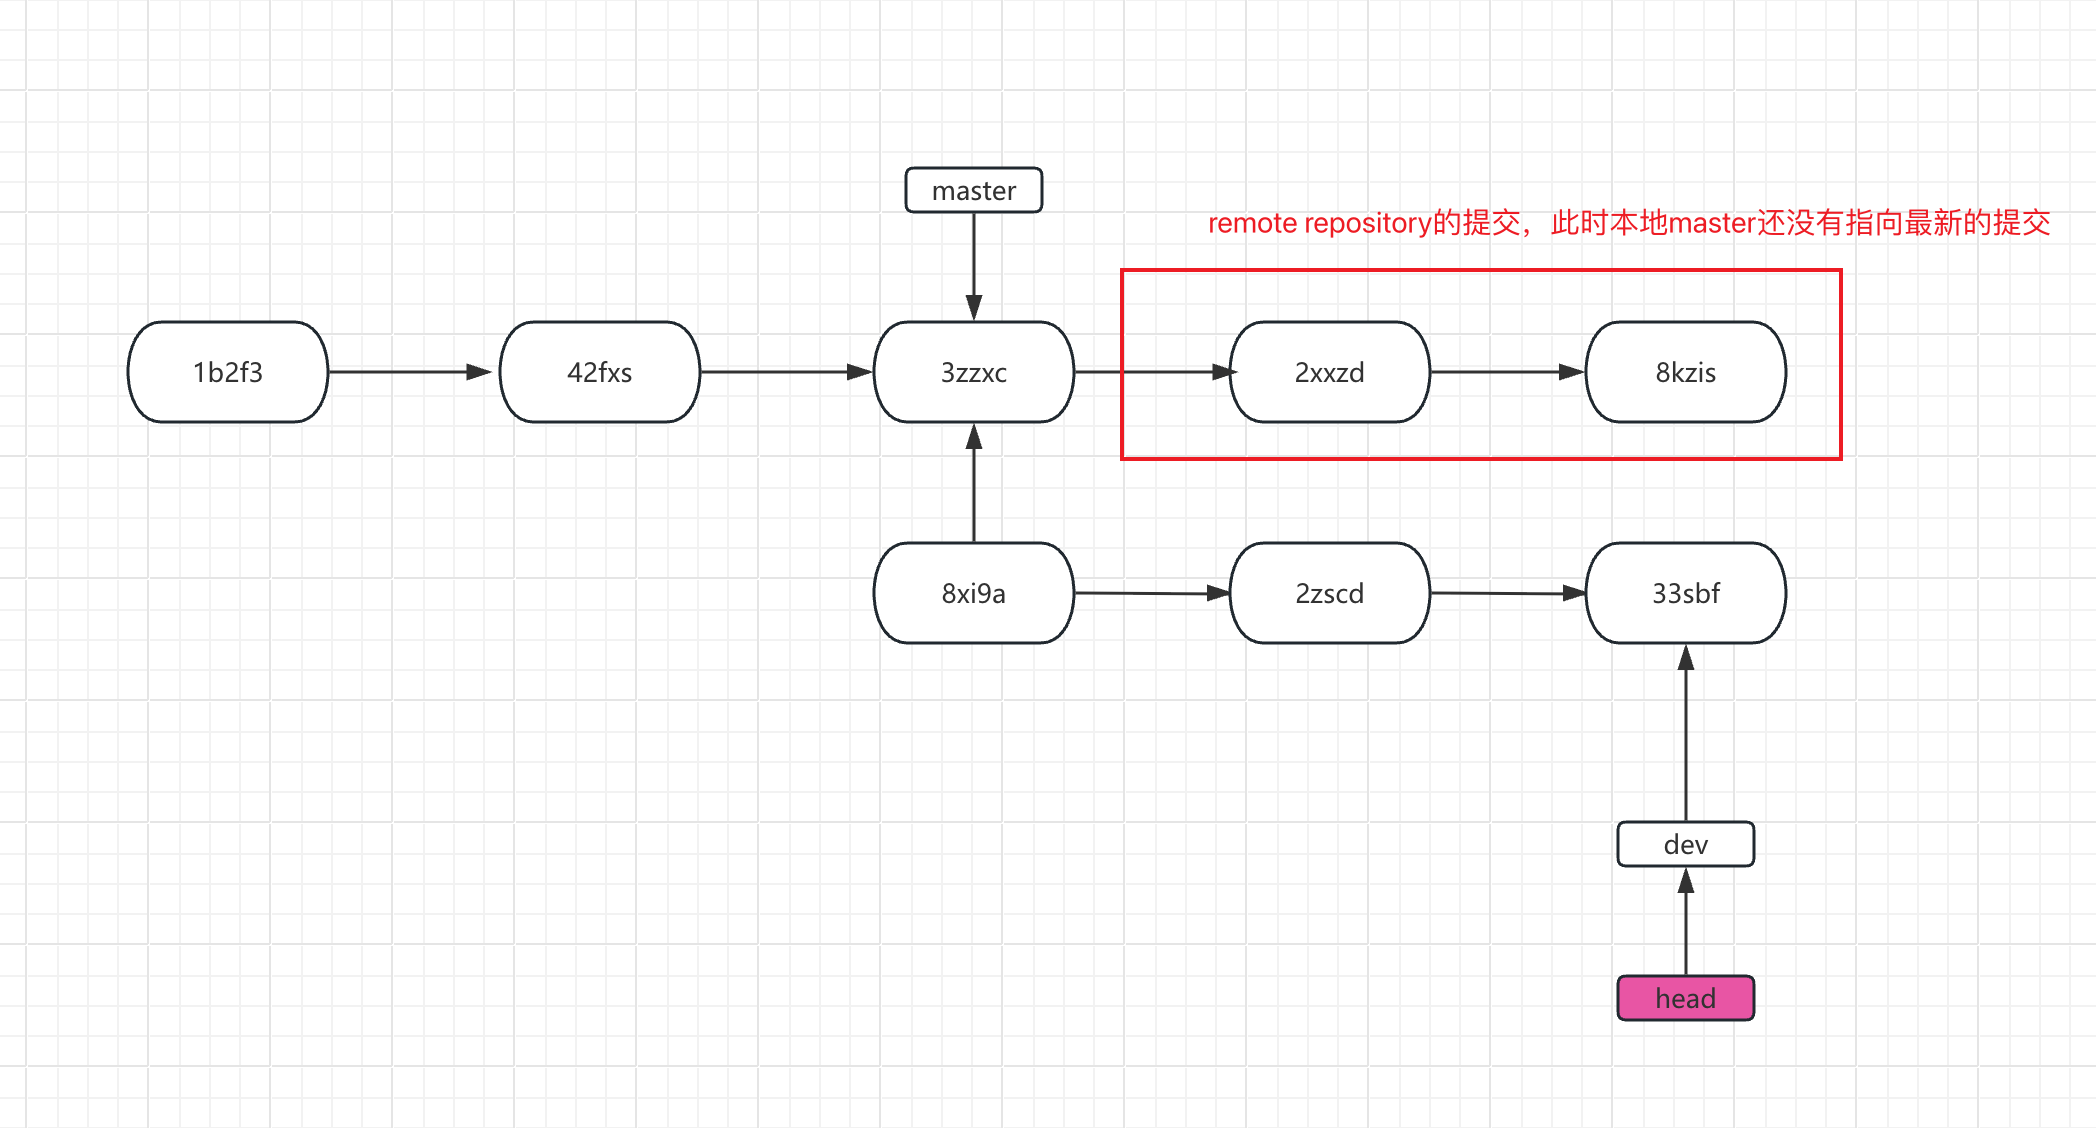 master
remote repository的提交，此时本地master还没有指向最新的提交
1b2f3
42fxs
3zzxc
2xxzd
8kzis
8xi9a
2zscd
33sbf
dev
head